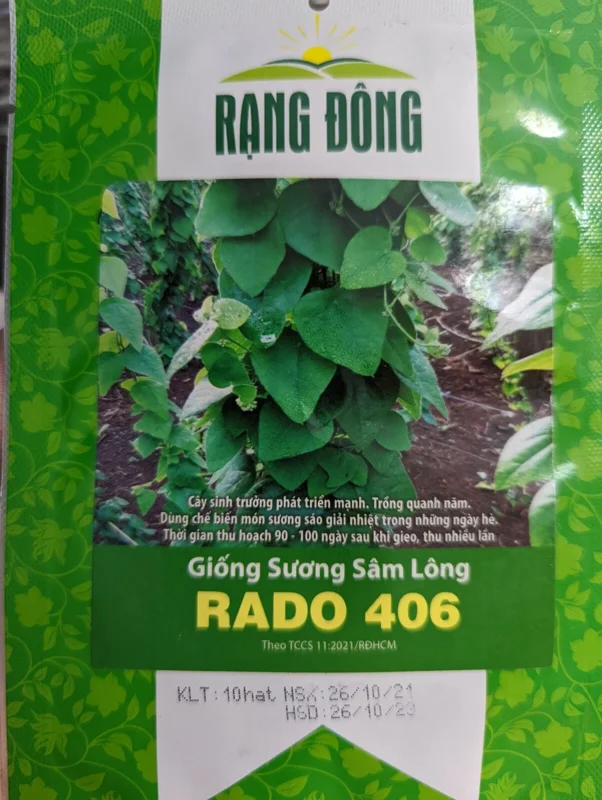 RẠNG ĐÔNG
Cây sinh trưởng phát triển mạnh. Trồng quanh năm.
Dùng chế biến món sương sáo giải nhiệt trong những ngày hè.
Thời gian thu hoạch 90 - 100 ngày sau khi gieo, thu nhiều lần
Giống Sương Sâm Lông
RADO 406
Theo TCCS 11:2021/RĐHCM
KLT: 10hat NSX:26/10/21
HSD:26/10/23